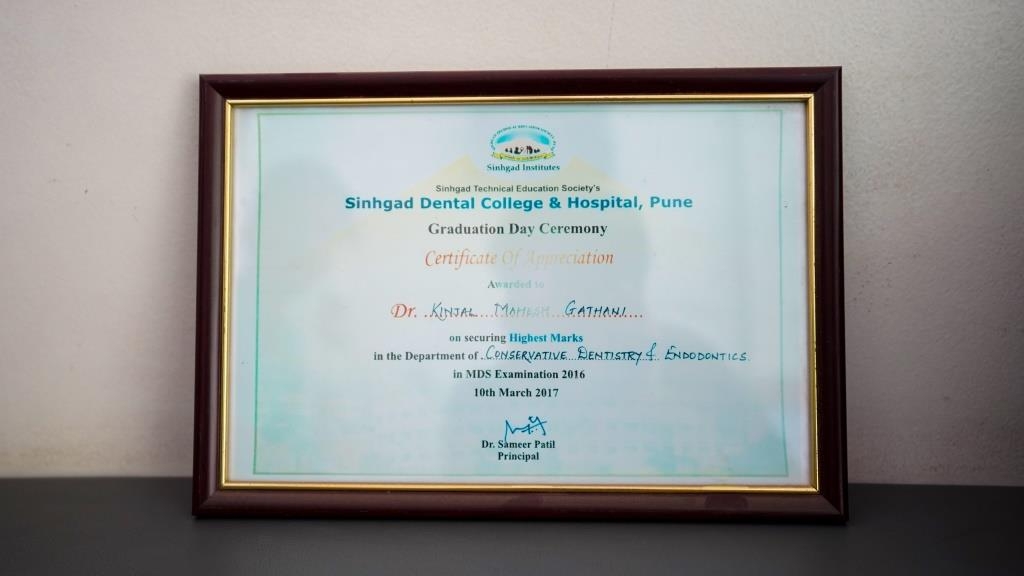 Sinhgad Institutes
Sinhgad Technical Education Society's
Sinhgad Dental College & Hospital, Pune
Graduation Day Ceremony
Certificate Of Appreciation
Awarded to
Dr. KINJAL MAHESH GATHANI
on securing Highest Marks
in the Department of CONSERVATIVE DENTISTRY & ENDODONTICS
in MDS Examination 2016
10th March 2017
Dr. Sameer Patil
Principal